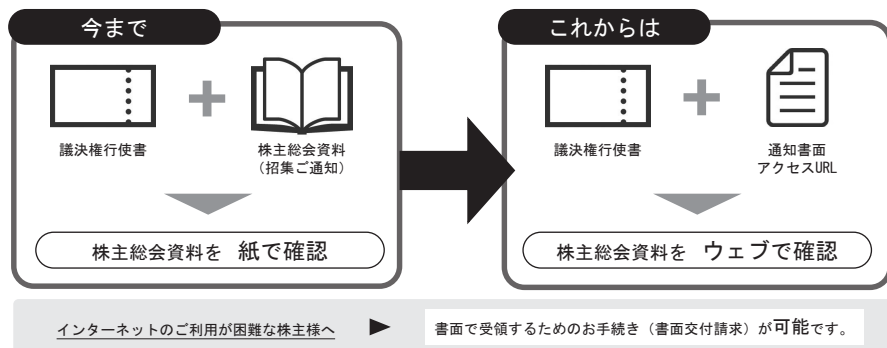 今まで
議決権行使書
株主総会資料
（招集ご通知）
株主総会資料を 紙で確認
これからは
議決権行使書
通知書面
アクセスURL
株主総会資料を ウェブで確認
インターネットのご利用が困難な株主様へ
書面で受領するためのお手続き（書面交付請求）が可能です。